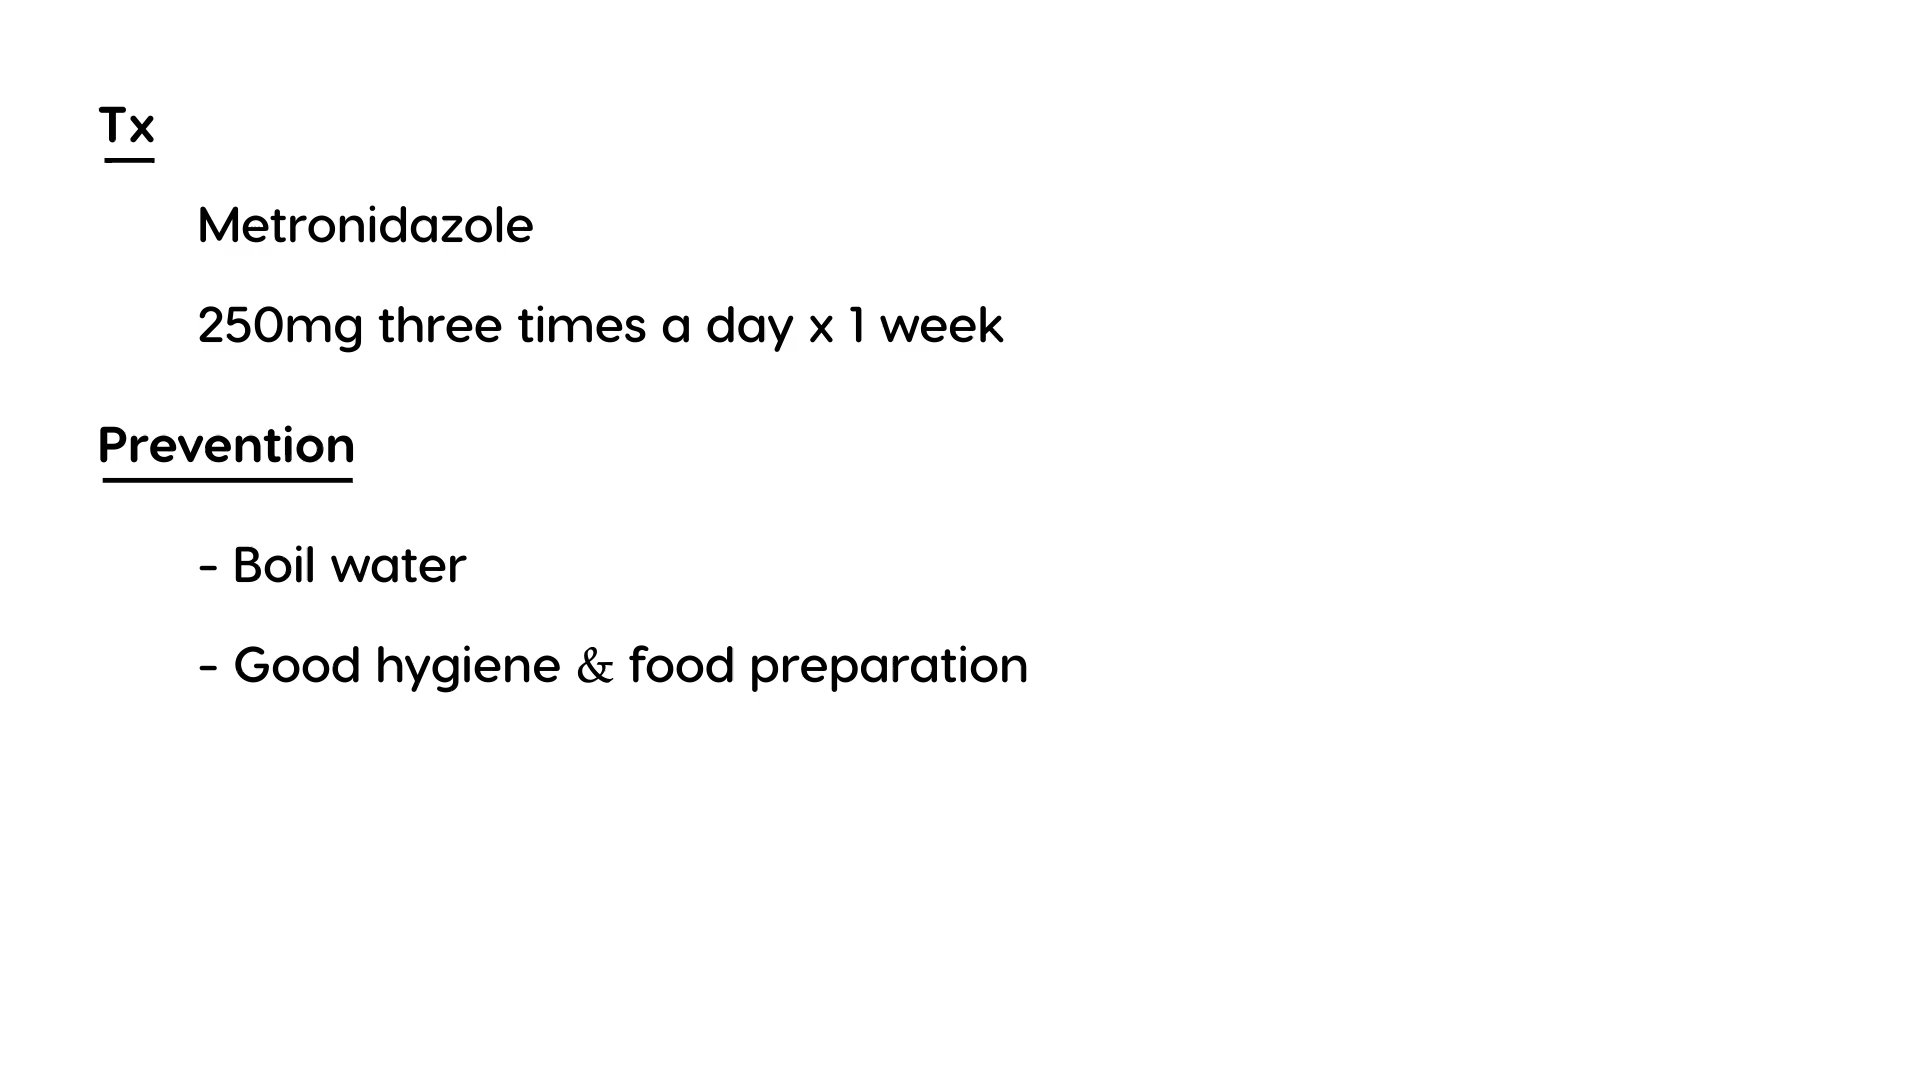 Tx
Metronidazole
250mg three times a day x 1 week
Prevention
- Boil water
- Good hygiene & food preparation